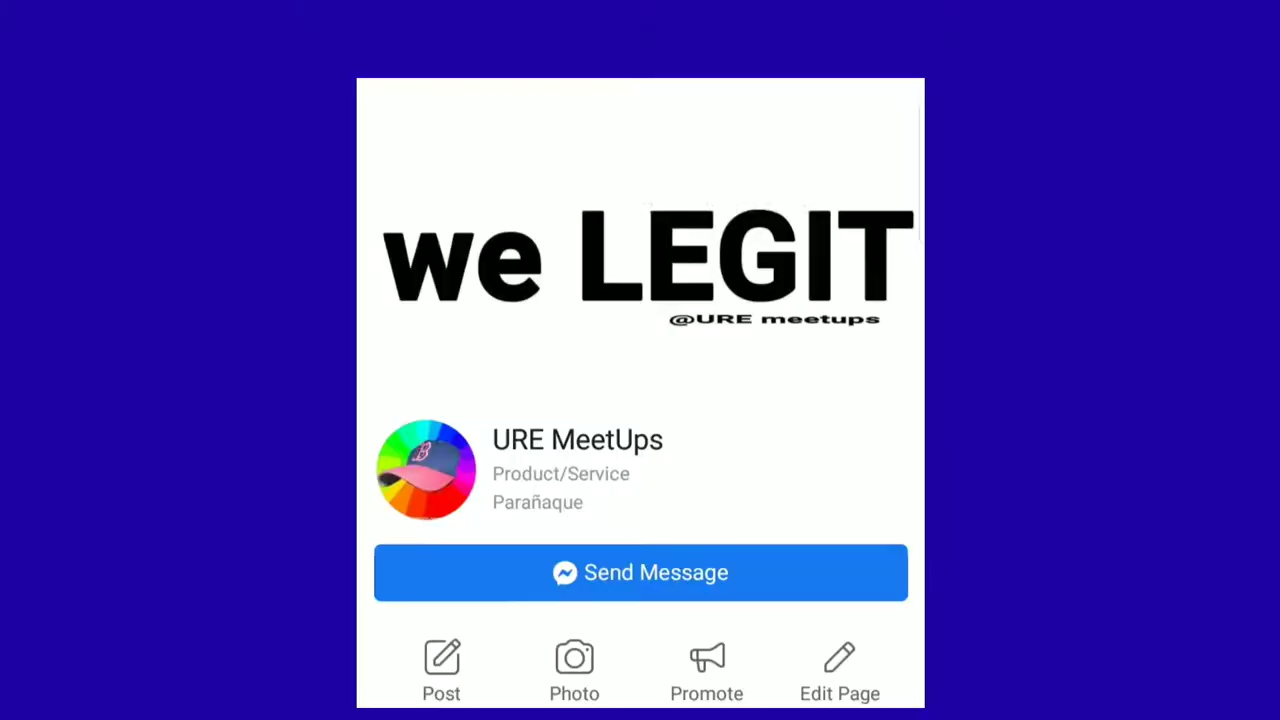 we LEGIT
@URE meetups
B
URE MeetUps
Product/Service
Parañaque
Send Message
Post Photo Promote Edit Page